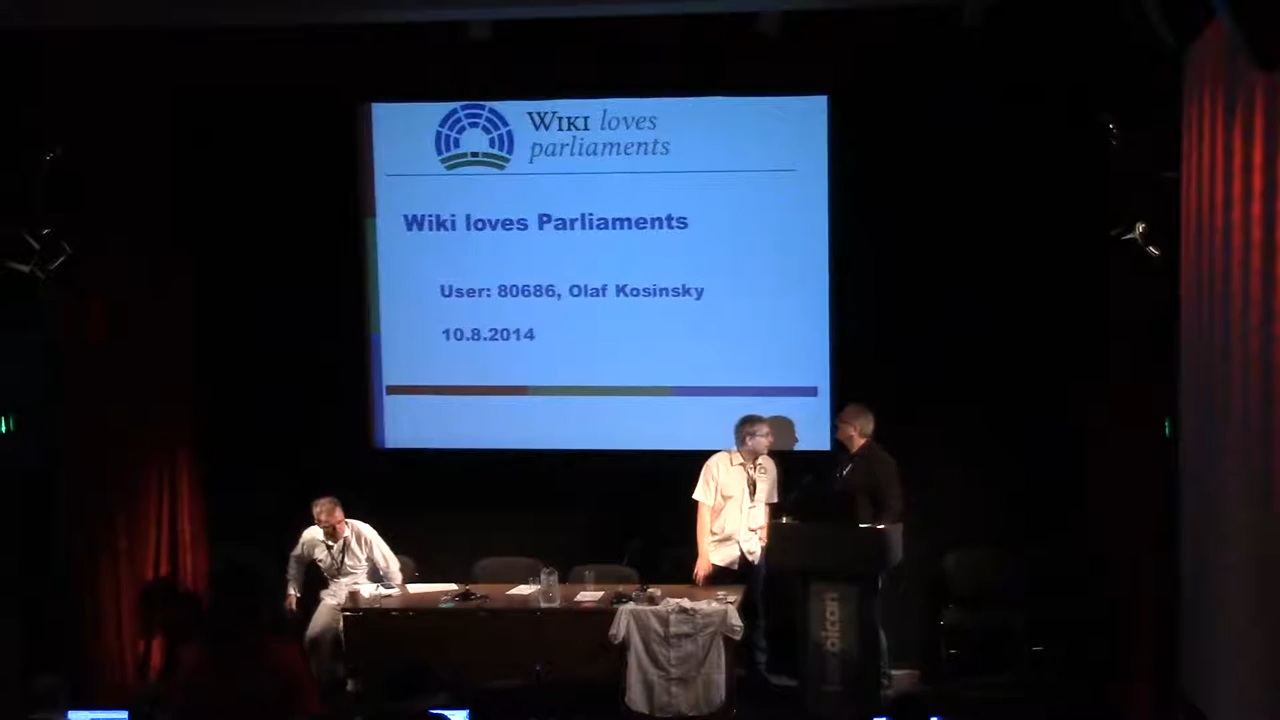 WIKI loves
parliaments
Wiki loves Parliaments
User: 80686, Olaf Kosinsky
10.8.2014